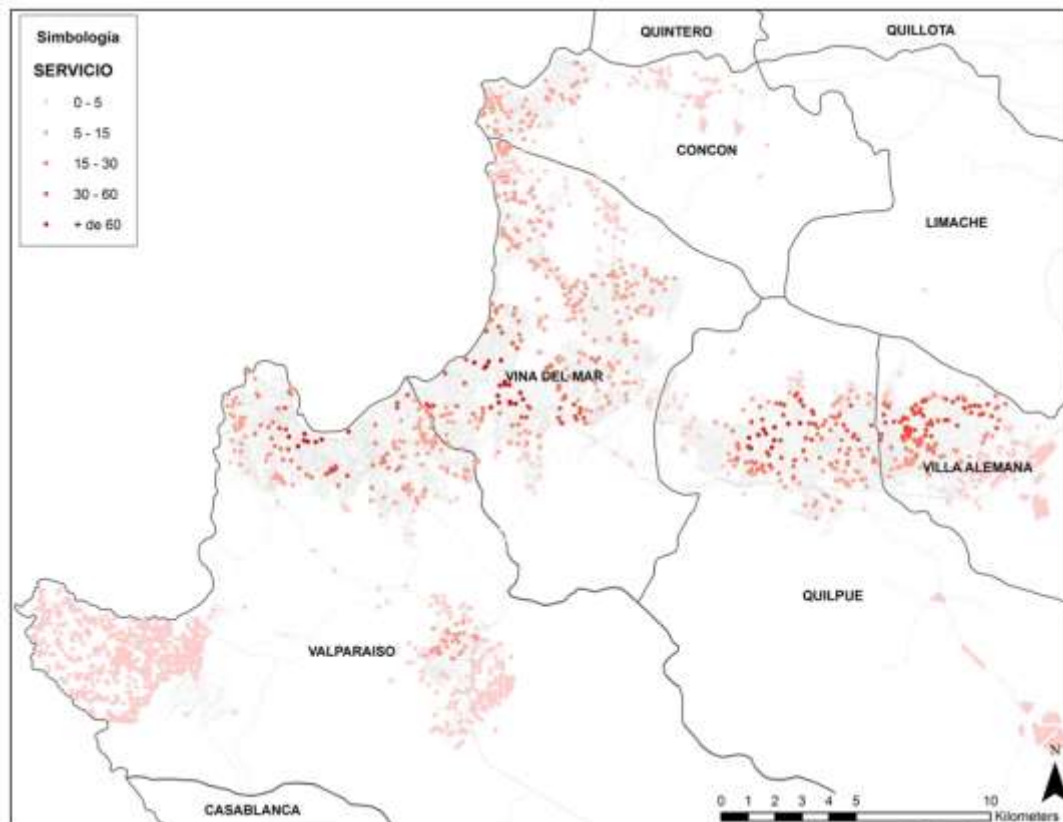 Simbología
SERVICIO
0 - 5
5 - 15
15 - 30
30 - 60
+ de 60
QUINTERO
QUILLOTA
CONCON
LIMACHE
VINA DEL MAR
VILLA ALEMANA
QUILPUE
VALPARAISO
CASABLANCA
N
0 1 2 3 4 5 10
Kilometers